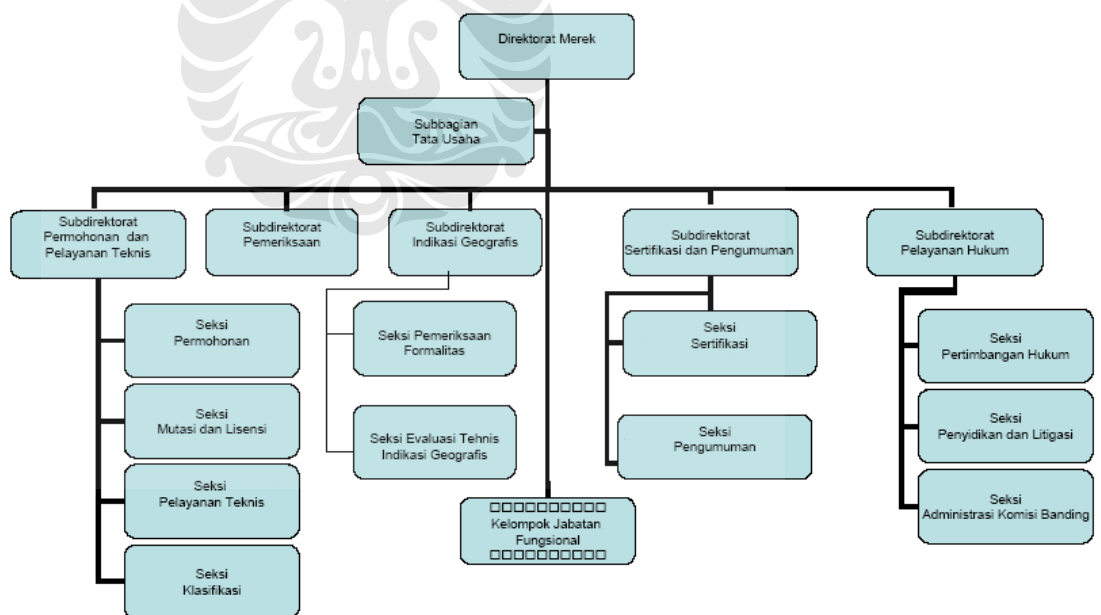 Direktorat Merek
Subbagian
Tata Usaha
Subdirektorat
Permohonan dan
Pelayanan Teknis
Subdirektorat
Pemeriksaan
Subdirektorat
Indikasi Geografis
Subdirektorat
Sertifikasi dan Pengumuman
Subdirektorat
Pelayanan Hukum
Seksi
Permohonan
Seksi
Mutasi dan Lisensi
Seksi
Pelayanan Teknis
Seksi
Klasifikasi
Seksi Pemeriksaan
Formalitas
Seksi Evaluasi Tehnis
Indikasi Geografis
□□□□□□□□□□
Kelompok Jabatan
Fungsional
□□□□□□□□□□
Seksi
Sertifikasi
Seksi
Pengumuman
Seksi
Pertimbangan Hukum
Seksi
Penyidikan dan Litigasi
Seksi
Administrasi Komisi Banding